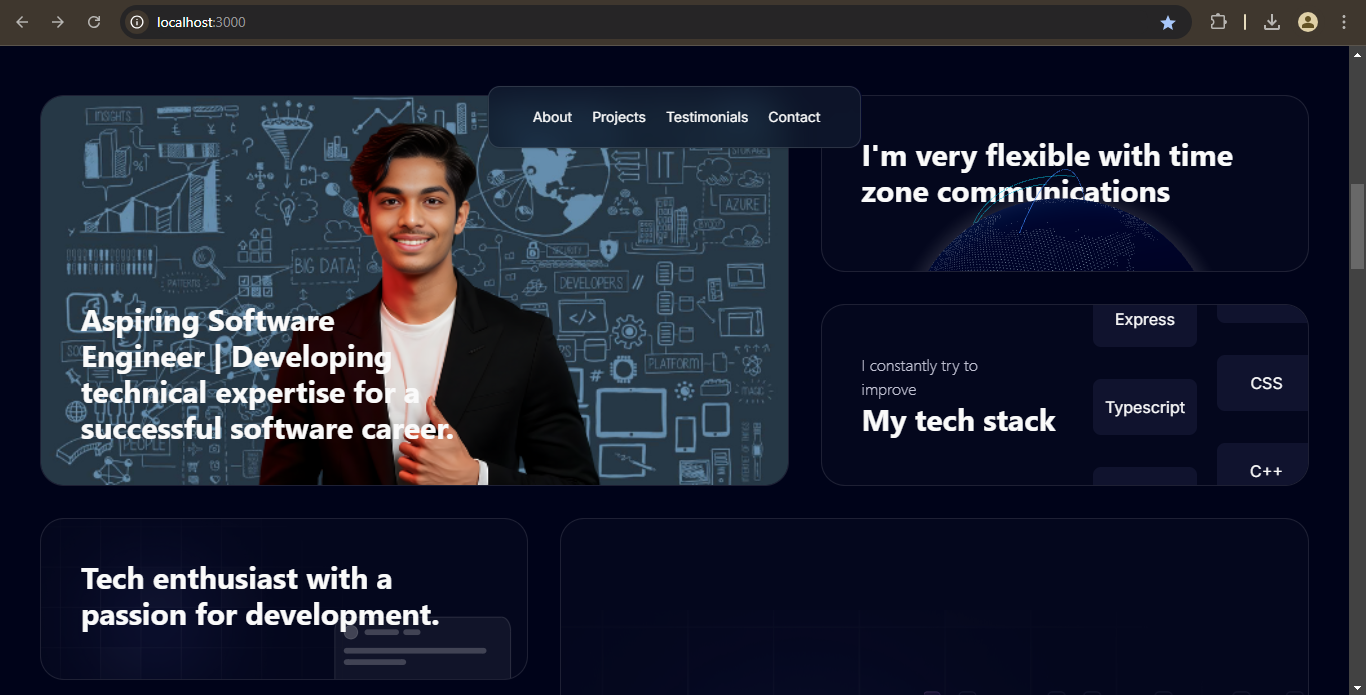 localhost:3000
About Projects Testimonials Contact
INSIGHTS
STORAGE
IT
AZURE
BIG DATA
SECURITY
PATTERNS
DEVELOPERS
</>
PLATFORM
PEOPLE
Aspiring Software
Engineer | Developing
technical expertise for a
successful software career.
I'm very flexible with time
zone communications
I constantly try to
improve
My tech stack
Express
Typescript
CSS
C++
Tech enthusiast with a
passion for development.